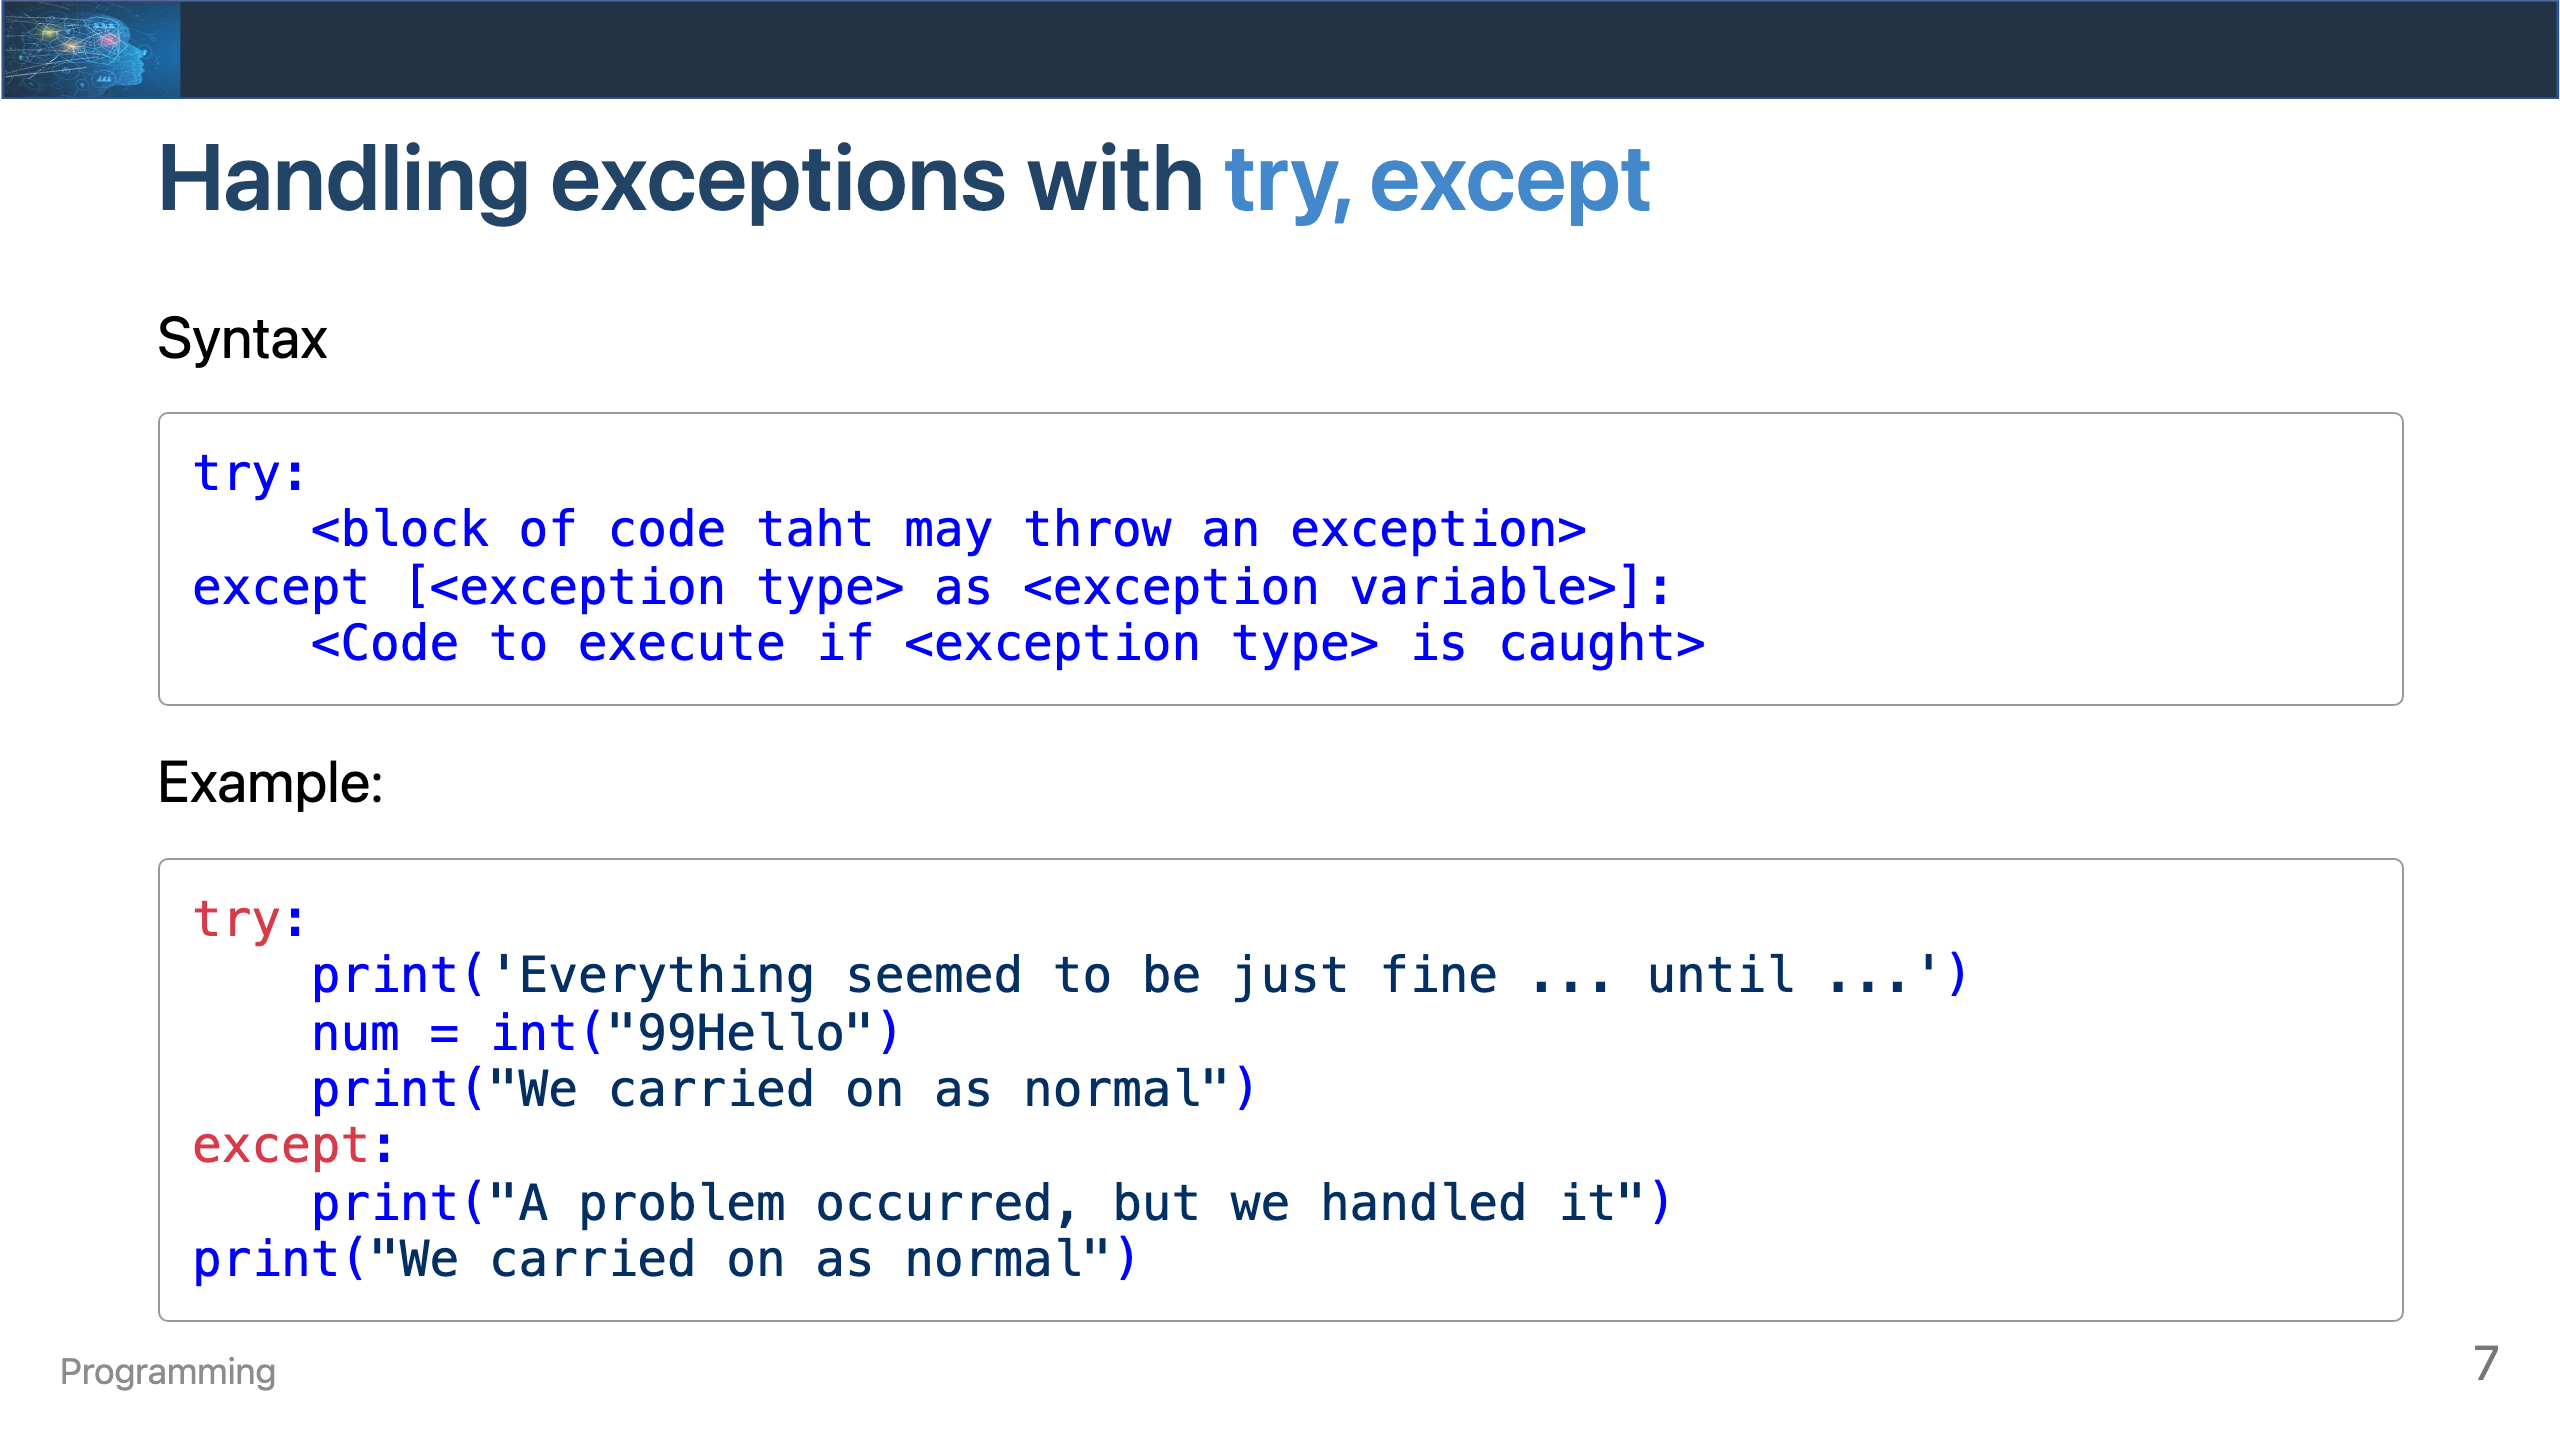 Handling exceptions with try, except
Syntax
try:
    <block of code taht may throw an exception>
except [<exception type> as <exception variable>]:
    <Code to execute if <exception type> is caught>
Example:
try:
    print('Everything seemed to be just fine ... until ...')
    num = int("99Hello")
    print("We carried on as normal")
except:
    print("A problem occurred, but we handled it")
print("We carried on as normal")
Programming
7